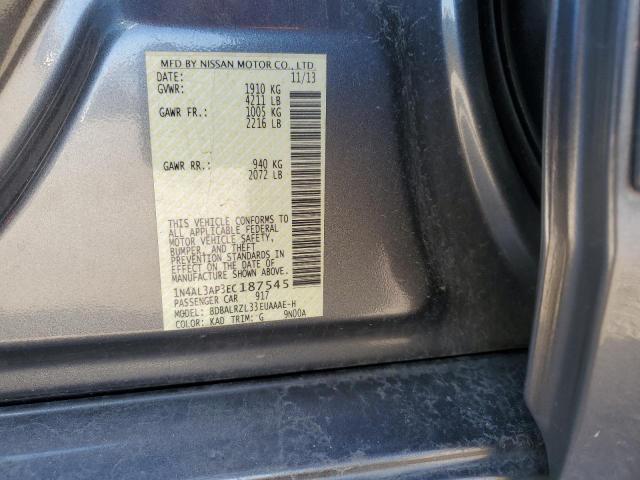 MFD BY NISSAN MOTOR CO., LTD.
DATE: 11/13
GVWR: 1910 KG
4211 LB
GAWR FR.: 1005 KG
2216 LB
GAWR RR.: 940 KG
2072 LB
THIS VEHICLE CONFORMS TO
ALL APPLICABLE FEDERAL
MOTOR VEHICLE SAFETY,
BUMPER, AND THEFT
PREVENTION STANDARDS IN
EFFECT ON THE DATE OF
MANUFACTURE SHOWN ABOVE.
1N4AL3AP3EC187545
PASSENGER CAR 917
MODEL: BDBALRZL33EUAAAE-H
COLOR: KAD TRIM: G 9N00A